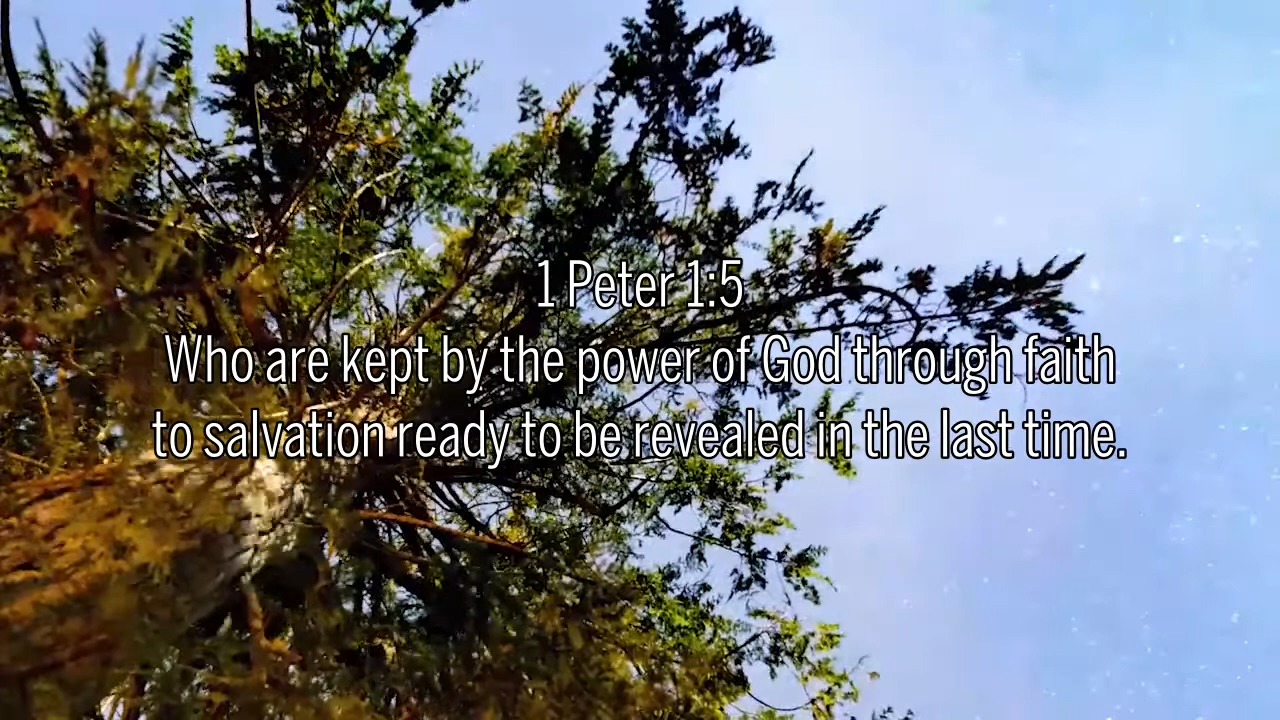 1 Peter 1:5
Who are kept by the power of God through faith
to salvation ready to be revealed in the last time.